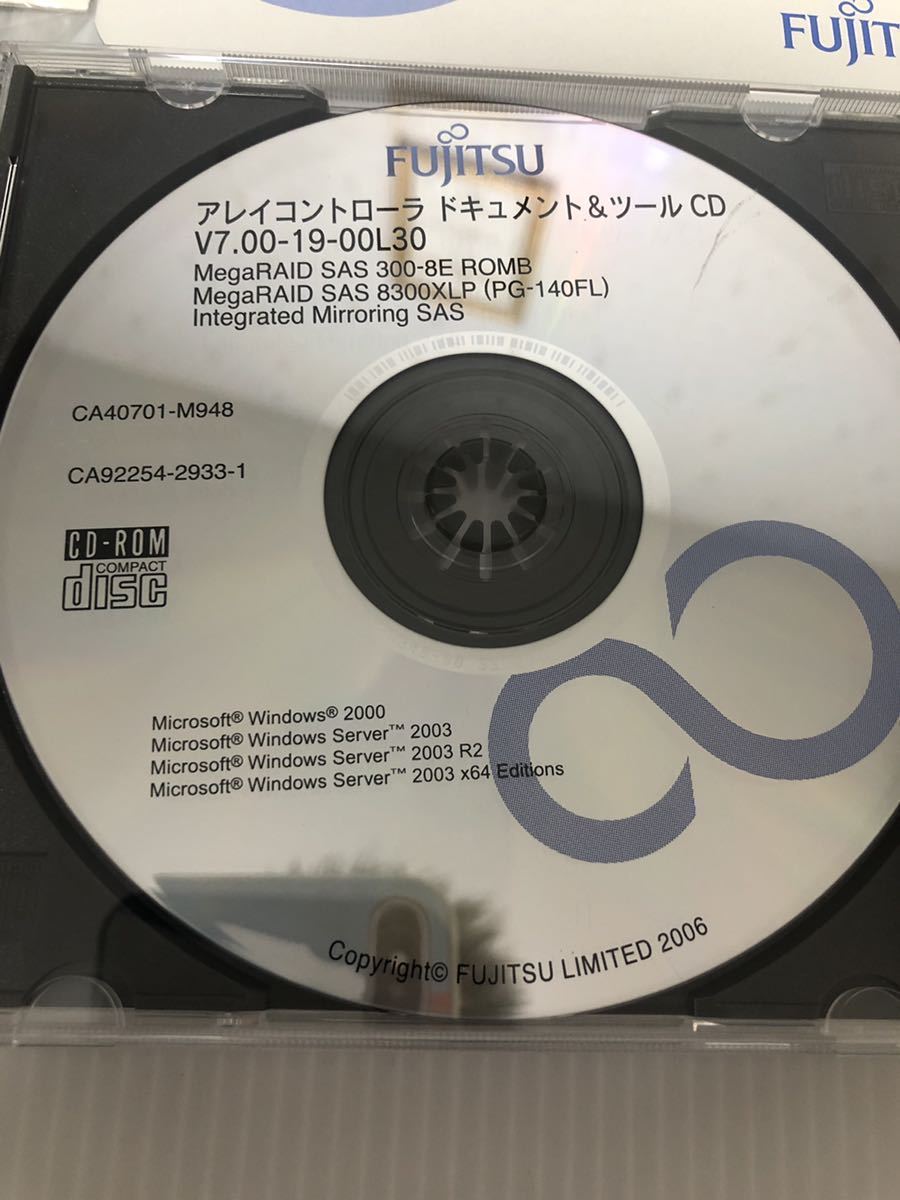 FUJIT
FUJITSU
アレイコントローラ ドキュメント&ツール CD
V7.00-19-00L30
MegaRAID SAS 300-8E ROMB
MegaRAID SAS 8300XLP (PG-140FL)
Integrated Mirroring SAS
CA40701-M948
CA92254-2933-1
CD-ROM
COMPACT
disc
Microsoft® Windows® 2000
Microsoft® Windows Server™ 2003
Microsoft® Windows Server™ 2003 R2
Microsoft® Windows Server™ 2003 x64 Editions
Copyright© FUJITSU LIMITED 2006